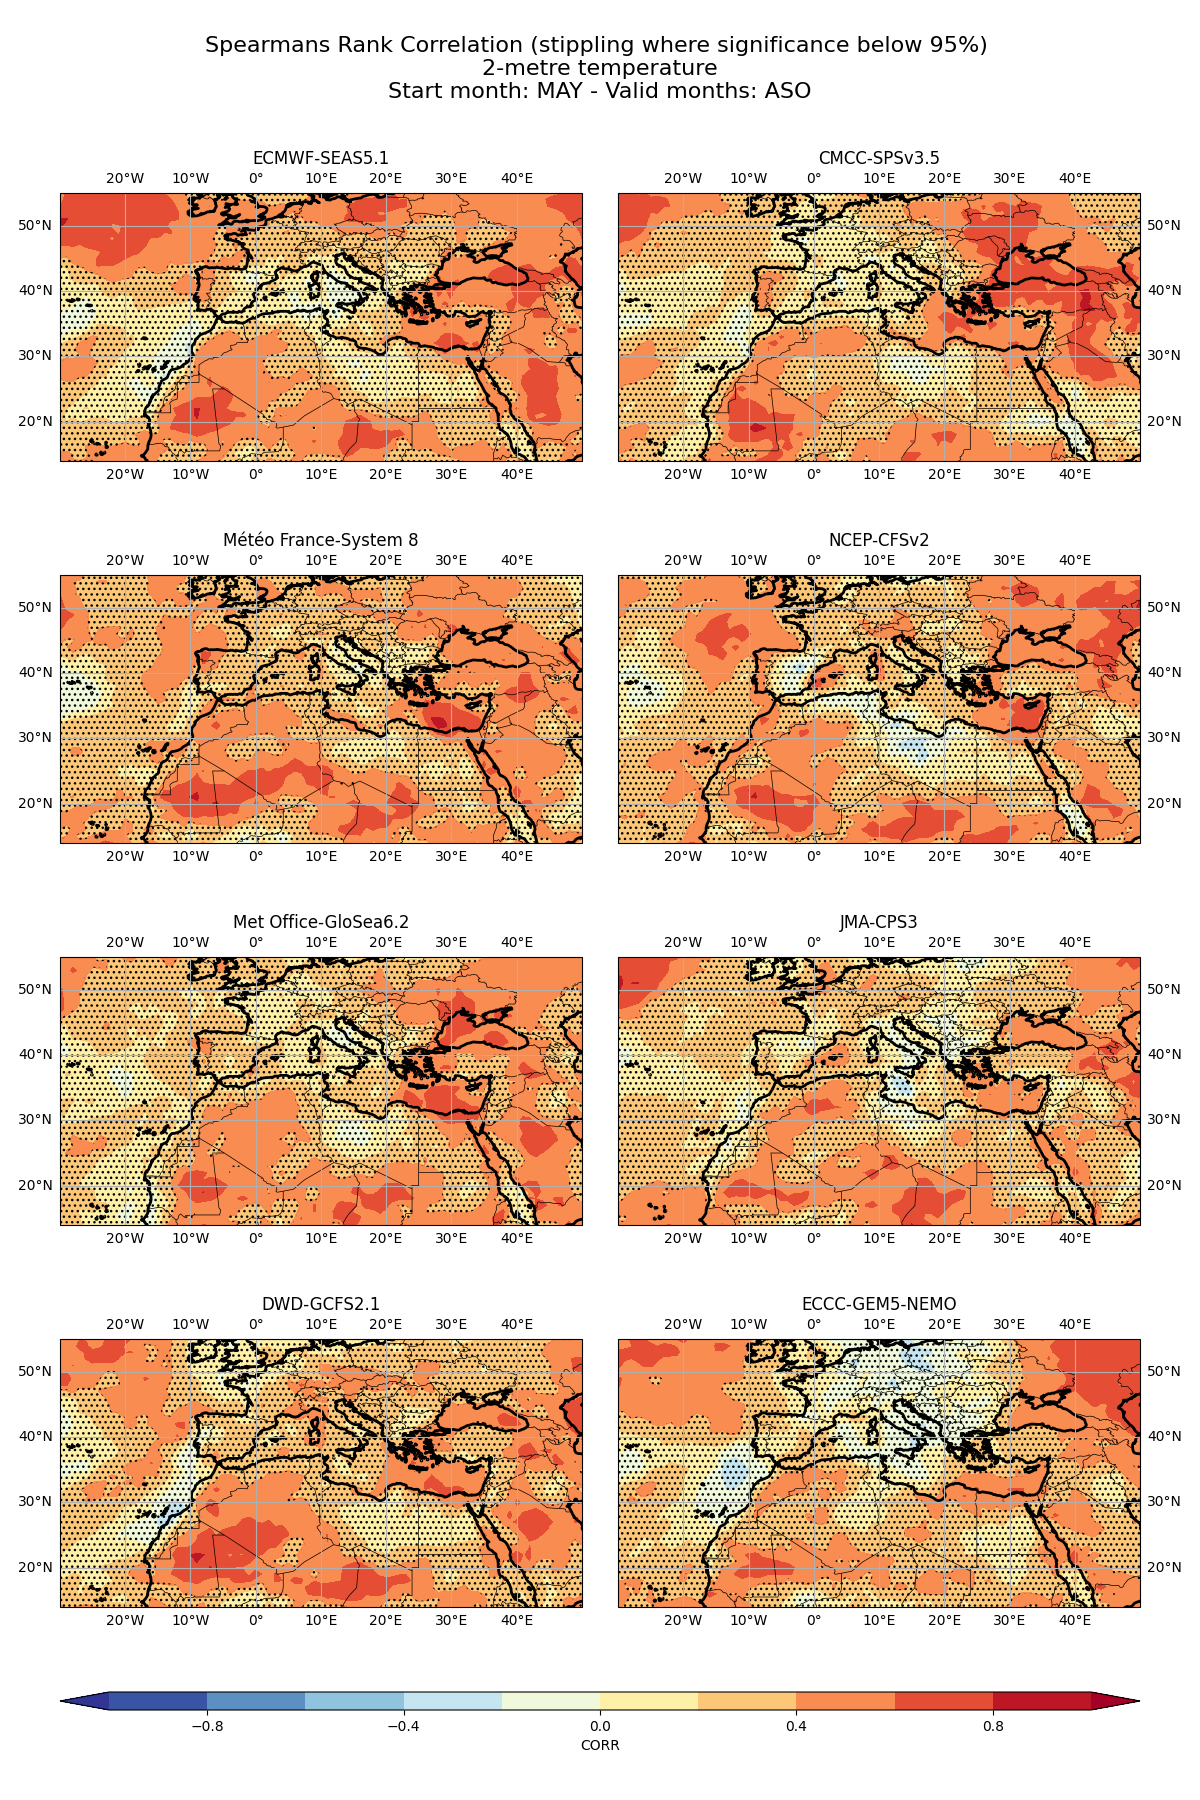 Spearmans Rank Correlation (stippling where significance below 95%)
2-metre temperature
Start month: MAY - Valid months: ASO
ECMWF-SEAS5.1
20°W 10°W 0° 10°E 20°E 30°E 40°E
50°N
40°N
30°N
20°N
20°W 10°W 0° 10°E 20°E 30°E 40°E
CMCC-SPSv3.5
20°W 10°W 0° 10°E 20°E 30°E 40°E
50°N
40°N
30°N
20°N
20°W 10°W 0° 10°E 20°E 30°E 40°E
Météo France-System 8
20°W 10°W 0° 10°E 20°E 30°E 40°E
50°N
40°N
30°N
20°N
20°W 10°W 0° 10°E 20°E 30°E 40°E
NCEP-CFSv2
20°W 10°W 0° 10°E 20°E 30°E 40°E
50°N
40°N
30°N
20°N
20°W 10°W 0° 10°E 20°E 30°E 40°E
Met Office-GloSea6.2
20°W 10°W 0° 10°E 20°E 30°E 40°E
50°N
40°N
30°N
20°N
20°W 10°W 0° 10°E 20°E 30°E 40°E
JMA-CPS3
20°W 10°W 0° 10°E 20°E 30°E 40°E
50°N
40°N
30°N
20°N
20°W 10°W 0° 10°E 20°E 30°E 40°E
DWD-GCFS2.1
20°W 10°W 0° 10°E 20°E 30°E 40°E
50°N
40°N
30°N
20°N
20°W 10°W 0° 10°E 20°E 30°E 40°E
ECCC-GEM5-NEMO
20°W 10°W 0° 10°E 20°E 30°E 40°E
50°N
40°N
30°N
20°N
20°W 10°W 0° 10°E 20°E 30°E 40°E
−0.8 −0.4 0.0 0.4 0.8
CORR